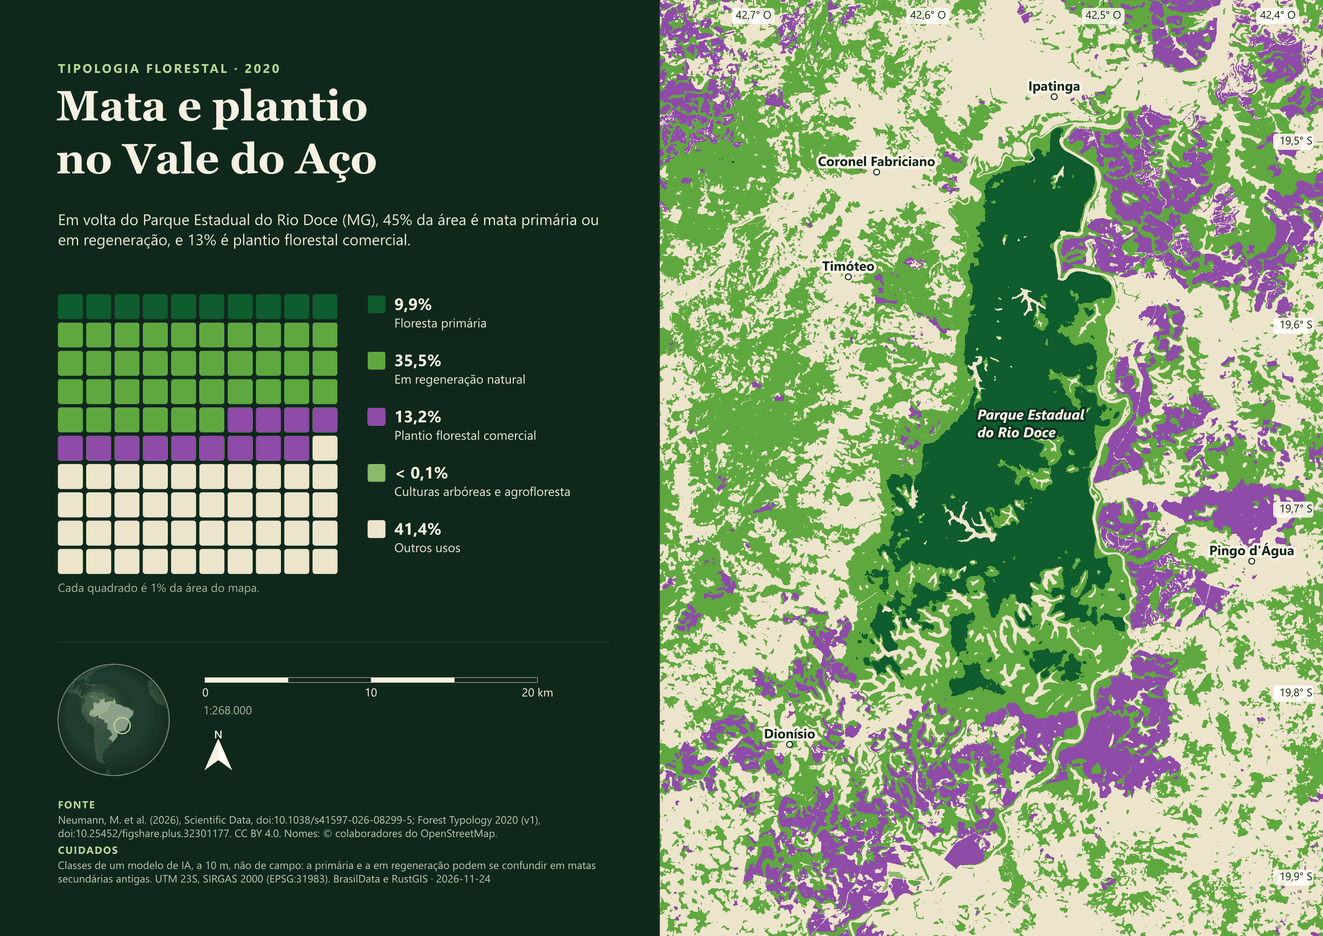 TIPOLOGIA FLORESTAL · 2020
Mata e plantio
no Vale do Aço
Em volta do Parque Estadual do Rio Doce (MG), 45% da área é mata primária ou
em regeneração, e 13% é plantio florestal comercial.
9,9%
Floresta primária
35,5%
Em regeneração natural
13,2%
Plantio florestal comercial
< 0,1%
Culturas arbóreas e agrofloresta
41,4%
Outros usos
Cada quadrado é 1% da área do mapa.
0 10 20 km
1:268.000
N
FONTE
Neumann, M. et al. (2026), Scientific Data, doi:10.1038/s41597-026-08299-5; Forest Typology 2020 (v1),
doi:10.25452/figshare.plus.32301177. CC BY 4.0. Nomes: © colaboradores do OpenStreetMap.
CUIDADOS
Classes de um modelo de IA, a 10 m, não de campo: a primária e a em regeneração podem se confundir em matas
secundárias antigas. UTM 23S, SIRGAS 2000 (EPSG:31983). BrasilData e RustGIS · 2026-11-24
42,7° O 42,6° O 42,5° O 42,4° O
Ipatinga
19,5° S
Coronel Fabriciano
Timóteo
19,6° S
Parque Estadual
do Rio Doce
19,7° S
Pingo d'Água
19,8° S
Dionísio
19,9° S